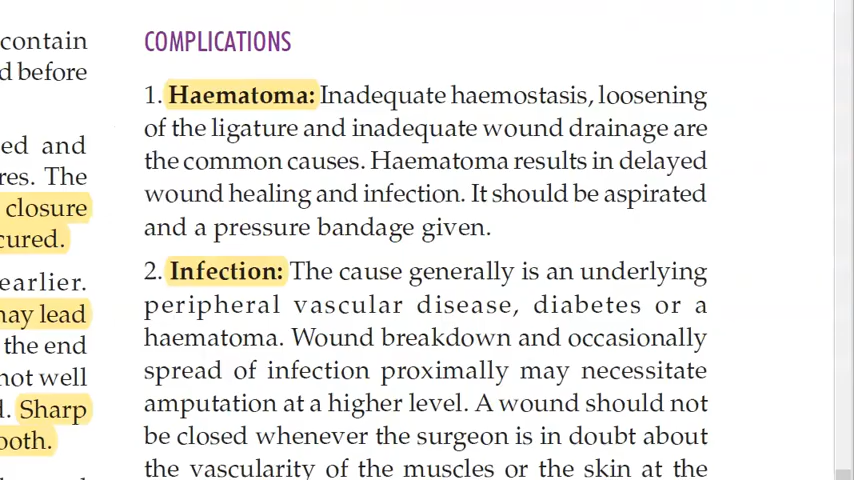 contain
d before
ed and
res. The
closure
cured.
earlier.
may lead
the end
not well
d. Sharp
ooth.
COMPLICATIONS
1. Haematoma: Inadequate haemostasis, loosening
of the ligature and inadequate wound drainage are
the common causes. Haematoma results in delayed
wound healing and infection. It should be aspirated
and a pressure bandage given.
2. Infection: The cause generally is an underlying
peripheral vascular disease, diabetes or a
haematoma. Wound breakdown and occasionally
spread of infection proximally may necessitate
amputation at a higher level. A wound should not
be closed whenever the surgeon is in doubt about
the vascularity of the muscles or the skin at the